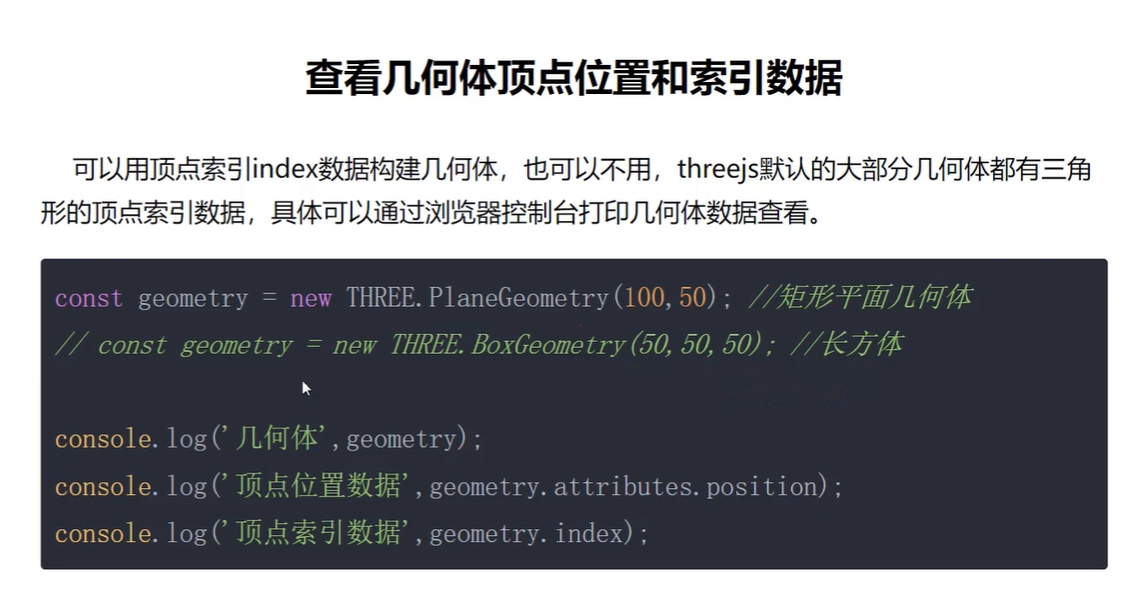 查看几何体顶点位置和索引数据
可以用顶点索引index数据构建几何体，也可以不用，threejs默认的大部分几何体都有三角
形的顶点索引数据，具体可以通过浏览器控制台打印几何体数据查看。
const geometry = new THREE.PlaneGeometry(100,50); //矩形平面几何体
// const geometry = new THREE.BoxGeometry(50,50,50); //长方体
console.log('几何体',geometry);
console.log('顶点位置数据',geometry.attributes.position);
console.log('顶点索引数据',geometry.index);